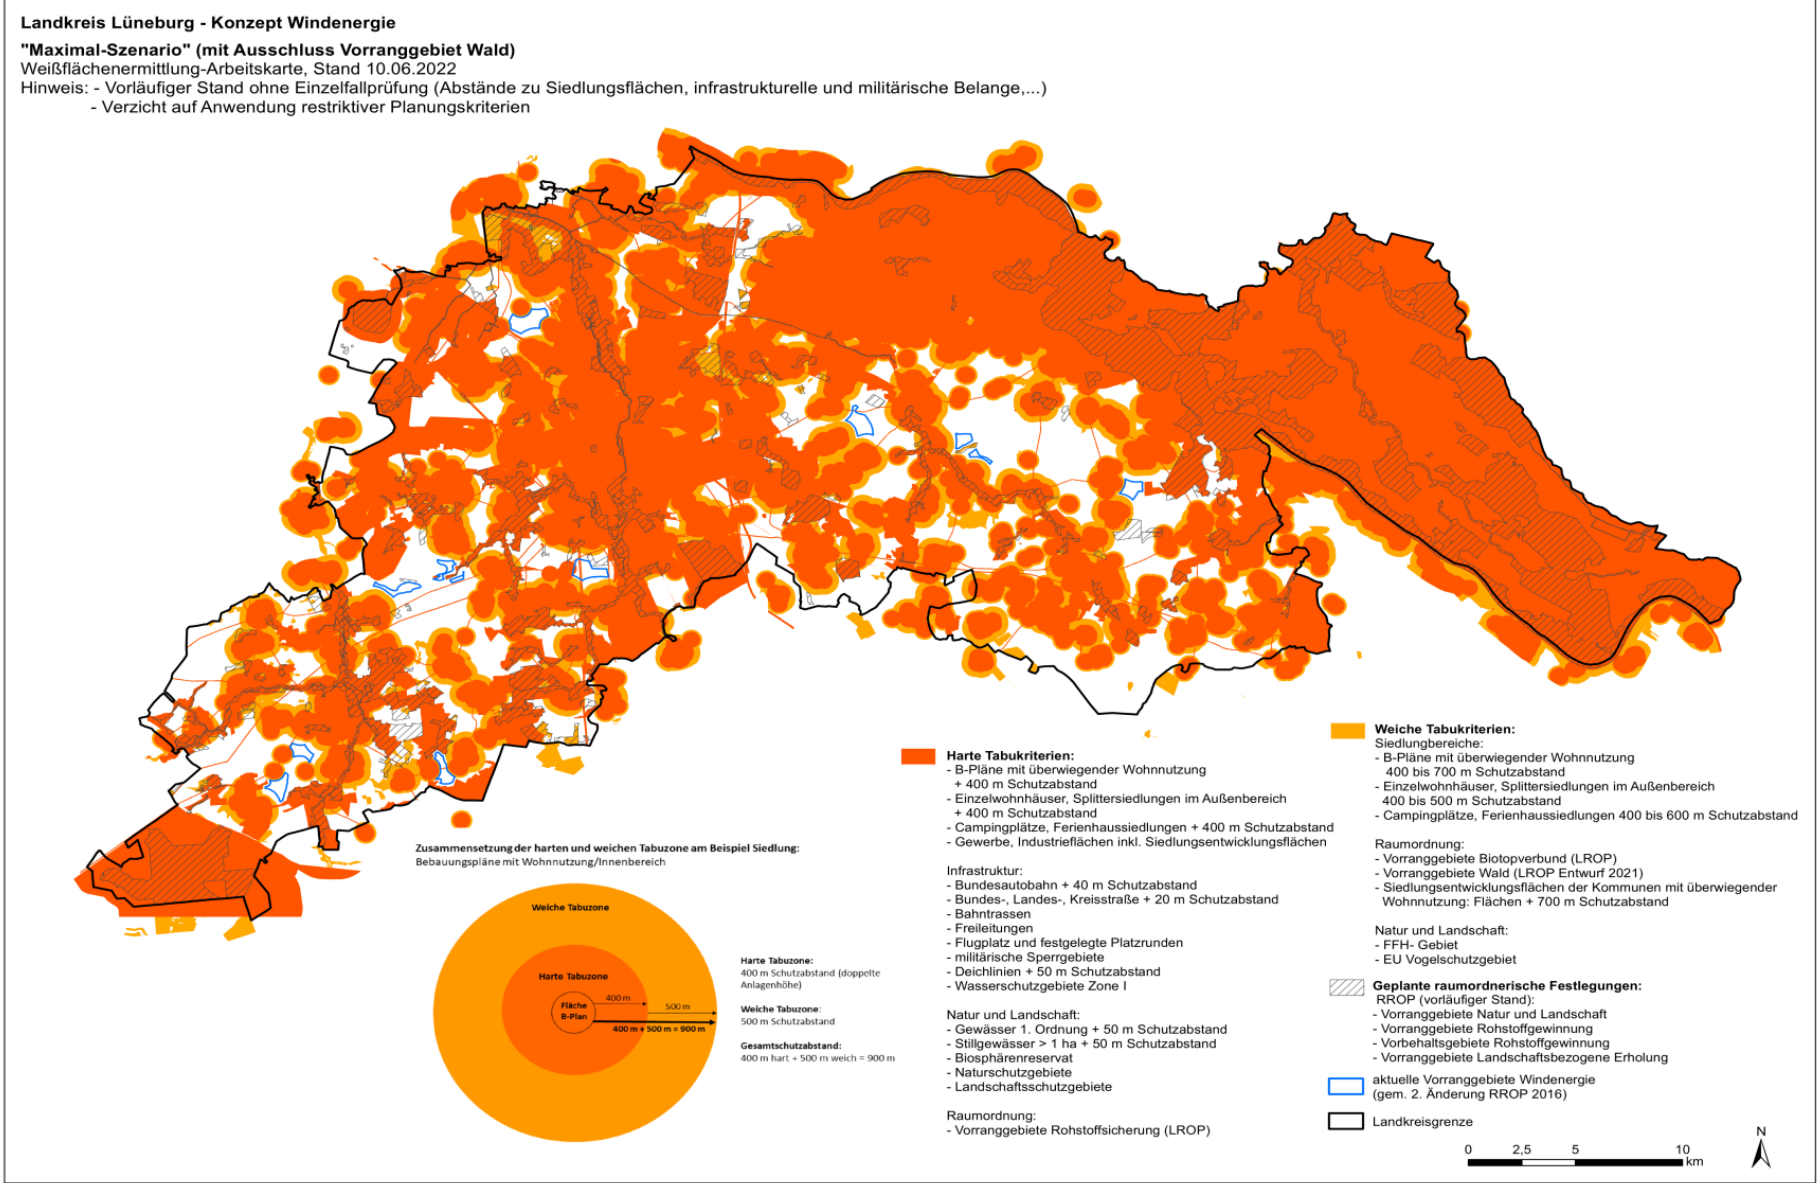 Landkreis Lüneburg - Konzept Windenergie
"Maximal-Szenario" (mit Ausschluss Vorranggebiet Wald)
Weißflächenermittlung-Arbeitskarte, Stand 10.06.2022
Hinweis: - Vorläufiger Stand ohne Einzelfallprüfung (Abstände zu Siedlungsflächen, infrastrukturelle und militärische Belange,...)
- Verzicht auf Anwendung restriktiver Planungskriterien
Zusammensetzung der harten und weichen Tabuzone am Beispiel Siedlung:
Bebauungspläne mit Wohnnutzung/Innenbereich
Weiche Tabuzone
Harte Tabuzone
Fläche
B-Plan
400 m
500 m
400 m + 500 m = 900 m
Harte Tabuzone:
400 m Schutzabstand (doppelte
Anlagenhöhe)
Weiche Tabuzone:
500 m Schutzabstand
Gesamtschutzabstand:
400 m hart + 500 m weich = 900 m
Harte Tabukriterien:
- B-Pläne mit überwiegender Wohnnutzung
+ 400 m Schutzabstand
- Einzelwohnhäuser, Splittersiedlungen im Außenbereich
+ 400 m Schutzabstand
- Campingplätze, Ferienhaussiedlungen + 400 m Schutzabstand
- Gewerbe, Industrieflächen inkl. Siedlungsentwicklungsflächen
Infrastruktur:
- Bundesautobahn + 40 m Schutzabstand
- Bundes-, Landes-, Kreisstraße + 20 m Schutzabstand
- Bahntrassen
- Freileitungen
- Flugplatz und festgelegte Platzrunden
- militärische Sperrgebiete
- Deichlinien + 50 m Schutzabstand
- Wasserschutzgebiete Zone I
Natur und Landschaft:
- Gewässer 1. Ordnung + 50 m Schutzabstand
- Stillgewässer > 1 ha + 50 m Schutzabstand
- Biosphärenreservat
- Naturschutzgebiete
- Landschaftsschutzgebiete
Raumordnung:
- Vorranggebiete Rohstoffsicherung (LROP)
Weiche Tabukriterien:
Siedlungbereiche:
- B-Pläne mit überwiegender Wohnnutzung
400 bis 700 m Schutzabstand
- Einzelwohnhäuser, Splittersiedlungen im Außenbereich
400 bis 500 m Schutzabstand
- Campingplätze, Ferienhaussiedlungen 400 bis 600 m Schutzabstand
Raumordnung:
- Vorranggebiete Biotopverbund (LROP)
- Vorranggebiete Wald (LROP Entwurf 2021)
- Siedlungsentwicklungsflächen der Kommunen mit überwiegender
Wohnnutzung: Flächen + 700 m Schutzabstand
Natur und Landschaft:
- FFH- Gebiet
- EU Vogelschutzgebiet
Geplante raumordnerische Festlegungen:
RROP (vorläufiger Stand):
- Vorranggebiete Natur und Landschaft
- Vorranggebiete Rohstoffgewinnung
- Vorbehaltsgebiete Rohstoffgewinnung
- Vorranggebiete Landschaftsbezogene Erholung
aktuelle Vorranggebiete Windenergie
(gem. 2. Änderung RROP 2016)
Landkreisgrenze
0 2,5 5 10
km
N